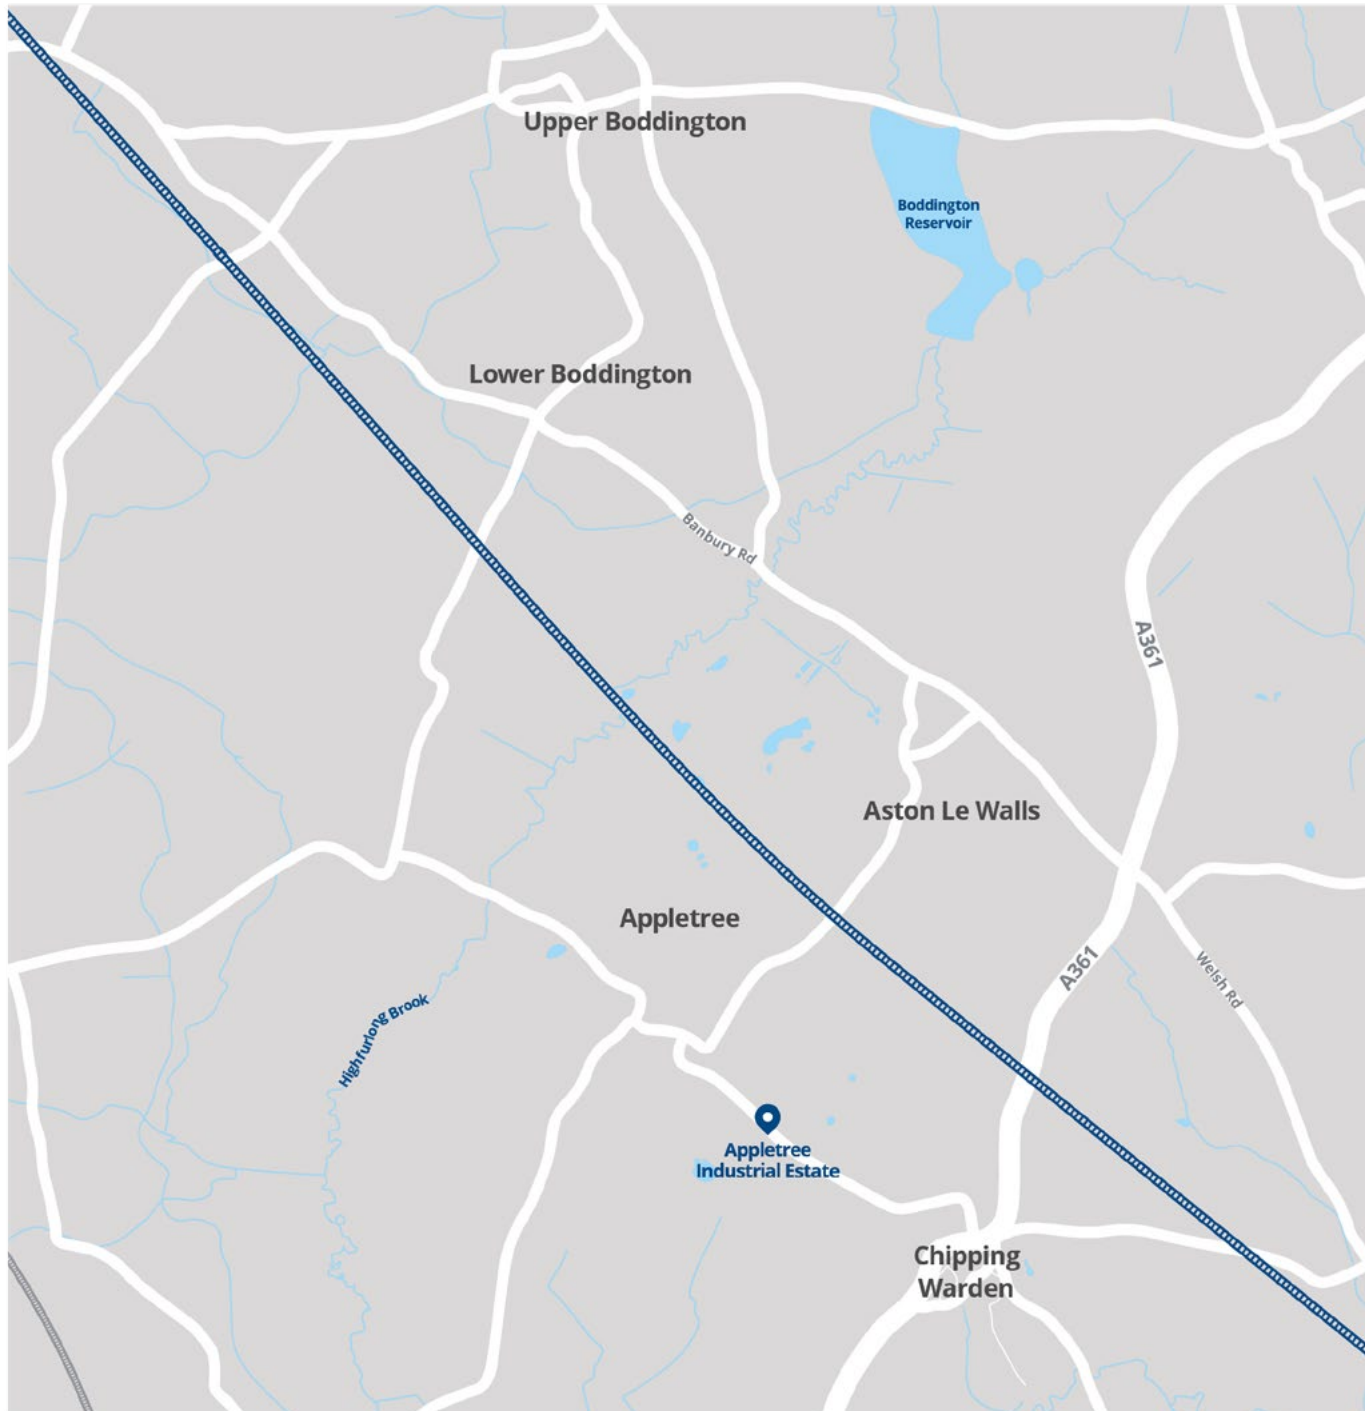 Upper Boddington
Boddington
Reservoir
Lower Boddington
Banbury Rd
A361
Aston Le Walls
Appletree
A361
Welsh Rd
Highfurlong Brook
Appletree
Industrial Estate
Chipping
Warden